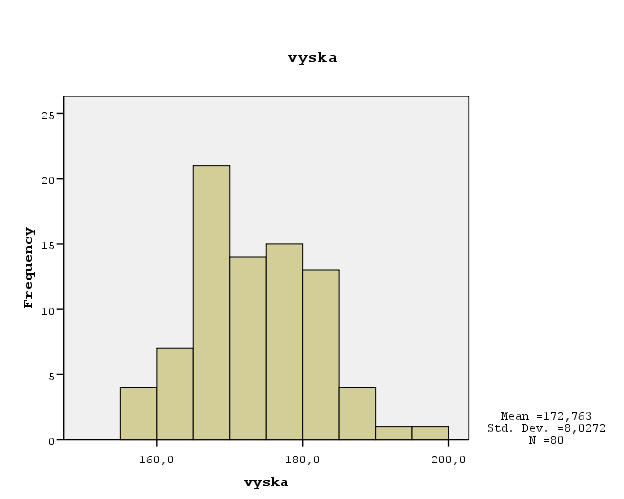 vyska
25
20
15
10
5
0
Frequency
160,0
180,0
200,0
vyska
Mean =172,763
Std. Dev. =8,0272
N =80